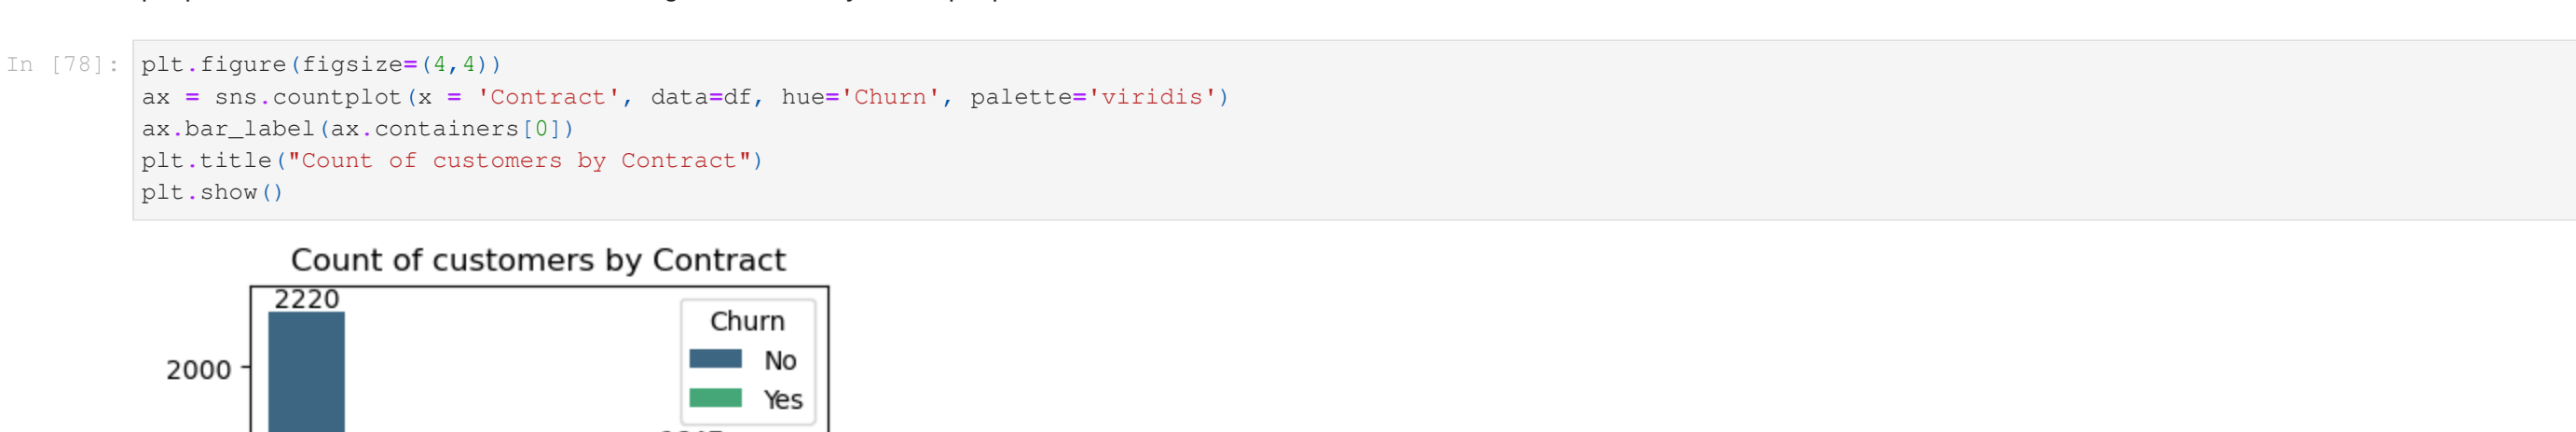 In [78]:
plt.figure(figsize=(4,4))
ax = sns.countplot(x = 'Contract', data=df, hue='Churn', palette='viridis')
ax.bar_label(ax.containers[0])
plt.title("Count of customers by Contract")
plt.show()
Count of customers by Contract
2220
Churn
No
2000
Yes